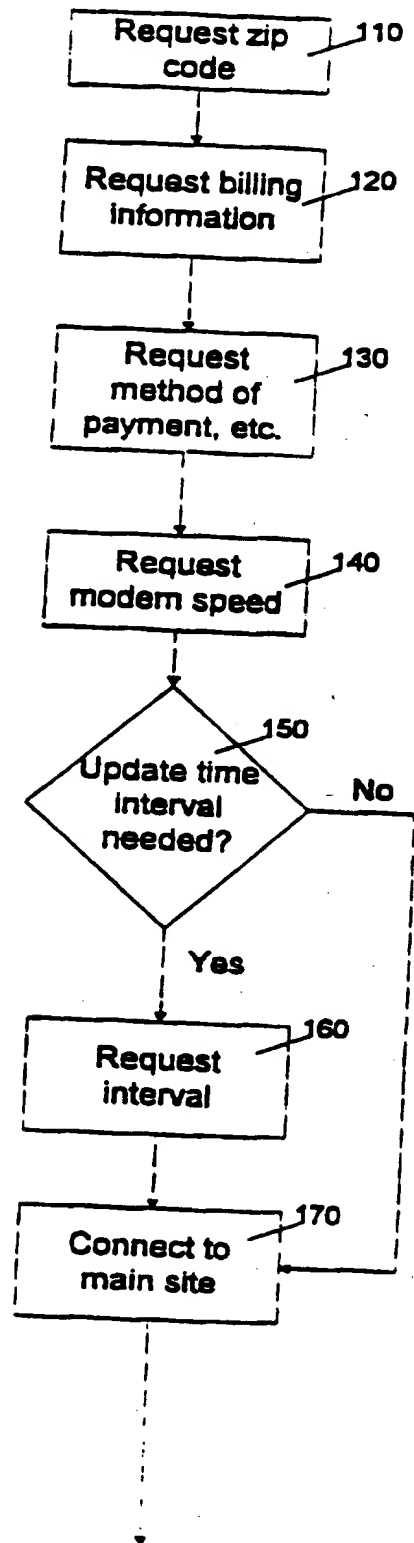 Request zip 110
code
Request billing 120
information
Request 130
method of
payment, etc.
Request 140
modem speed
150
Update time
interval No
needed?
Yes
160
Request
interval
170
Connect to
main site